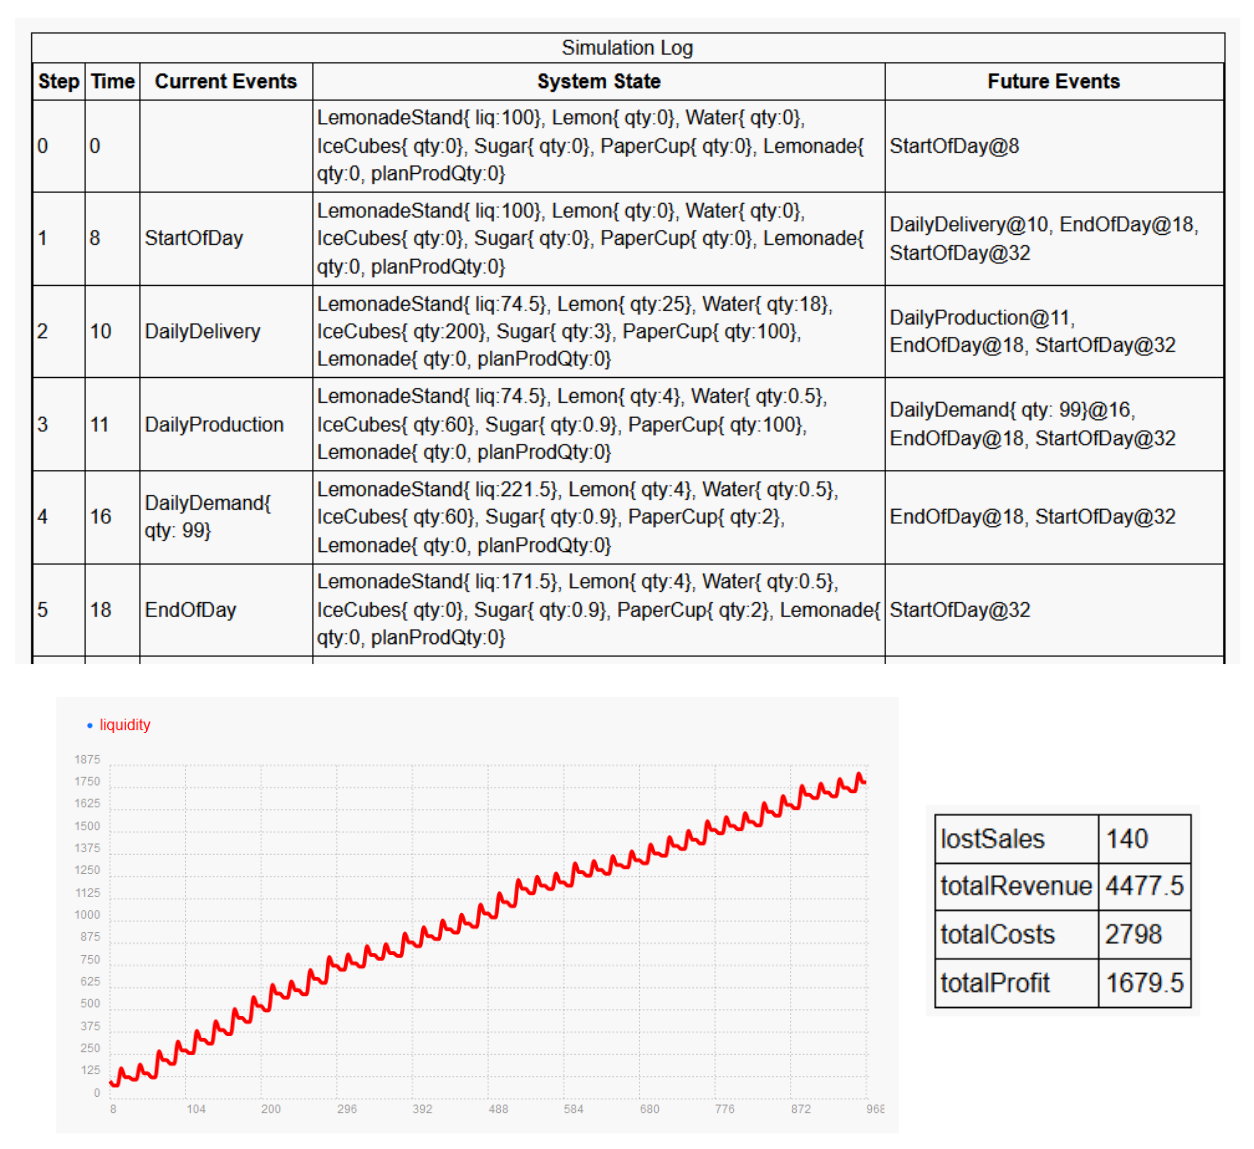 Simulation Log
Step Time Current Events System State Future Events
0 0 LemonadeStand{ liq:100}, Lemon{ qty:0}, Water{ qty:0},
IceCubes{ qty:0}, Sugar{ qty:0}, PaperCup{ qty:0}, Lemonade{
qty:0, planProdQty:0}
StartOfDay@8
1 8 StartOfDay
LemonadeStand{ liq:100}, Lemon{ qty:0}, Water{ qty:0},
IceCubes{ qty:0}, Sugar{ qty:0}, PaperCup{ qty:0}, Lemonade{
qty:0, planProdQty:0}
DailyDelivery@10, EndOfDay@18,
StartOfDay@32
2 10 DailyDelivery
LemonadeStand{ liq:74.5}, Lemon{ qty:25}, Water{ qty:18},
IceCubes{ qty:200}, Sugar{ qty:3}, PaperCup{ qty:100},
Lemonade{ qty:0, planProdQty:0}
DailyProduction@11,
EndOfDay@18, StartOfDay@32
3 11 DailyProduction
LemonadeStand{ liq:74.5}, Lemon{ qty:4}, Water{ qty:0.5},
IceCubes{ qty:60}, Sugar{ qty:0.9}, PaperCup{ qty:100},
Lemonade{ qty:0, planProdQty:0}
DailyDemand{ qty: 99}@16,
EndOfDay@18, StartOfDay@32
4 16 DailyDemand{
qty: 99}
LemonadeStand{ liq:221.5}, Lemon{ qty:4}, Water{ qty:0.5},
IceCubes{ qty:60}, Sugar{ qty:0.9}, PaperCup{ qty:2},
Lemonade{ qty:0, planProdQty:0}
EndOfDay@18, StartOfDay@32
5 18 EndOfDay
LemonadeStand{ liq:171.5}, Lemon{ qty:4}, Water{ qty:0.5},
IceCubes{ qty:0}, Sugar{ qty:0.9}, PaperCup{ qty:2}, Lemonade{
qty:0, planProdQty:0}
StartOfDay@32
liquidity
1875
1750
1625
1500
1375
1250
1125
1000
875
750
625
500
375
250
125
0
8 104 200 296 392 488 584 680 776 872 968
lostSales 140
totalRevenue 4477.5
totalCosts 2798
totalProfit 1679.5